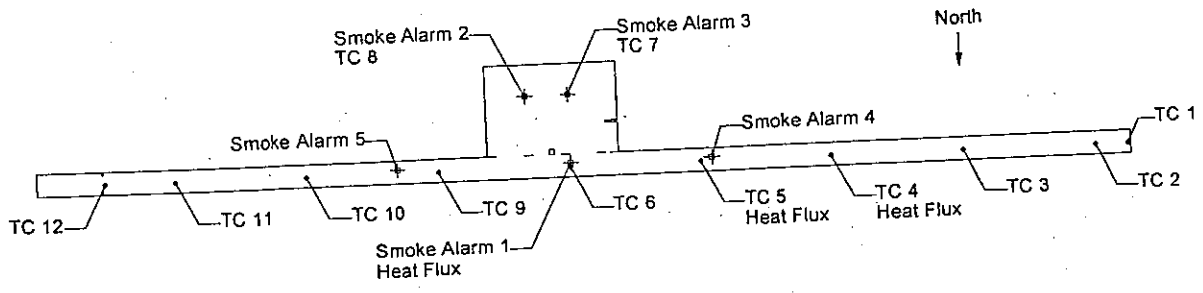 North
Smoke Alarm 2
TC 8
Smoke Alarm 3
TC 7
Smoke Alarm 5
Smoke Alarm 4
TC 1
TC 12
TC 11
TC 10
TC 9
TC 6
TC 5
Heat Flux
TC 4
Heat Flux
TC 3
TC 2
Smoke Alarm 1
Heat Flux